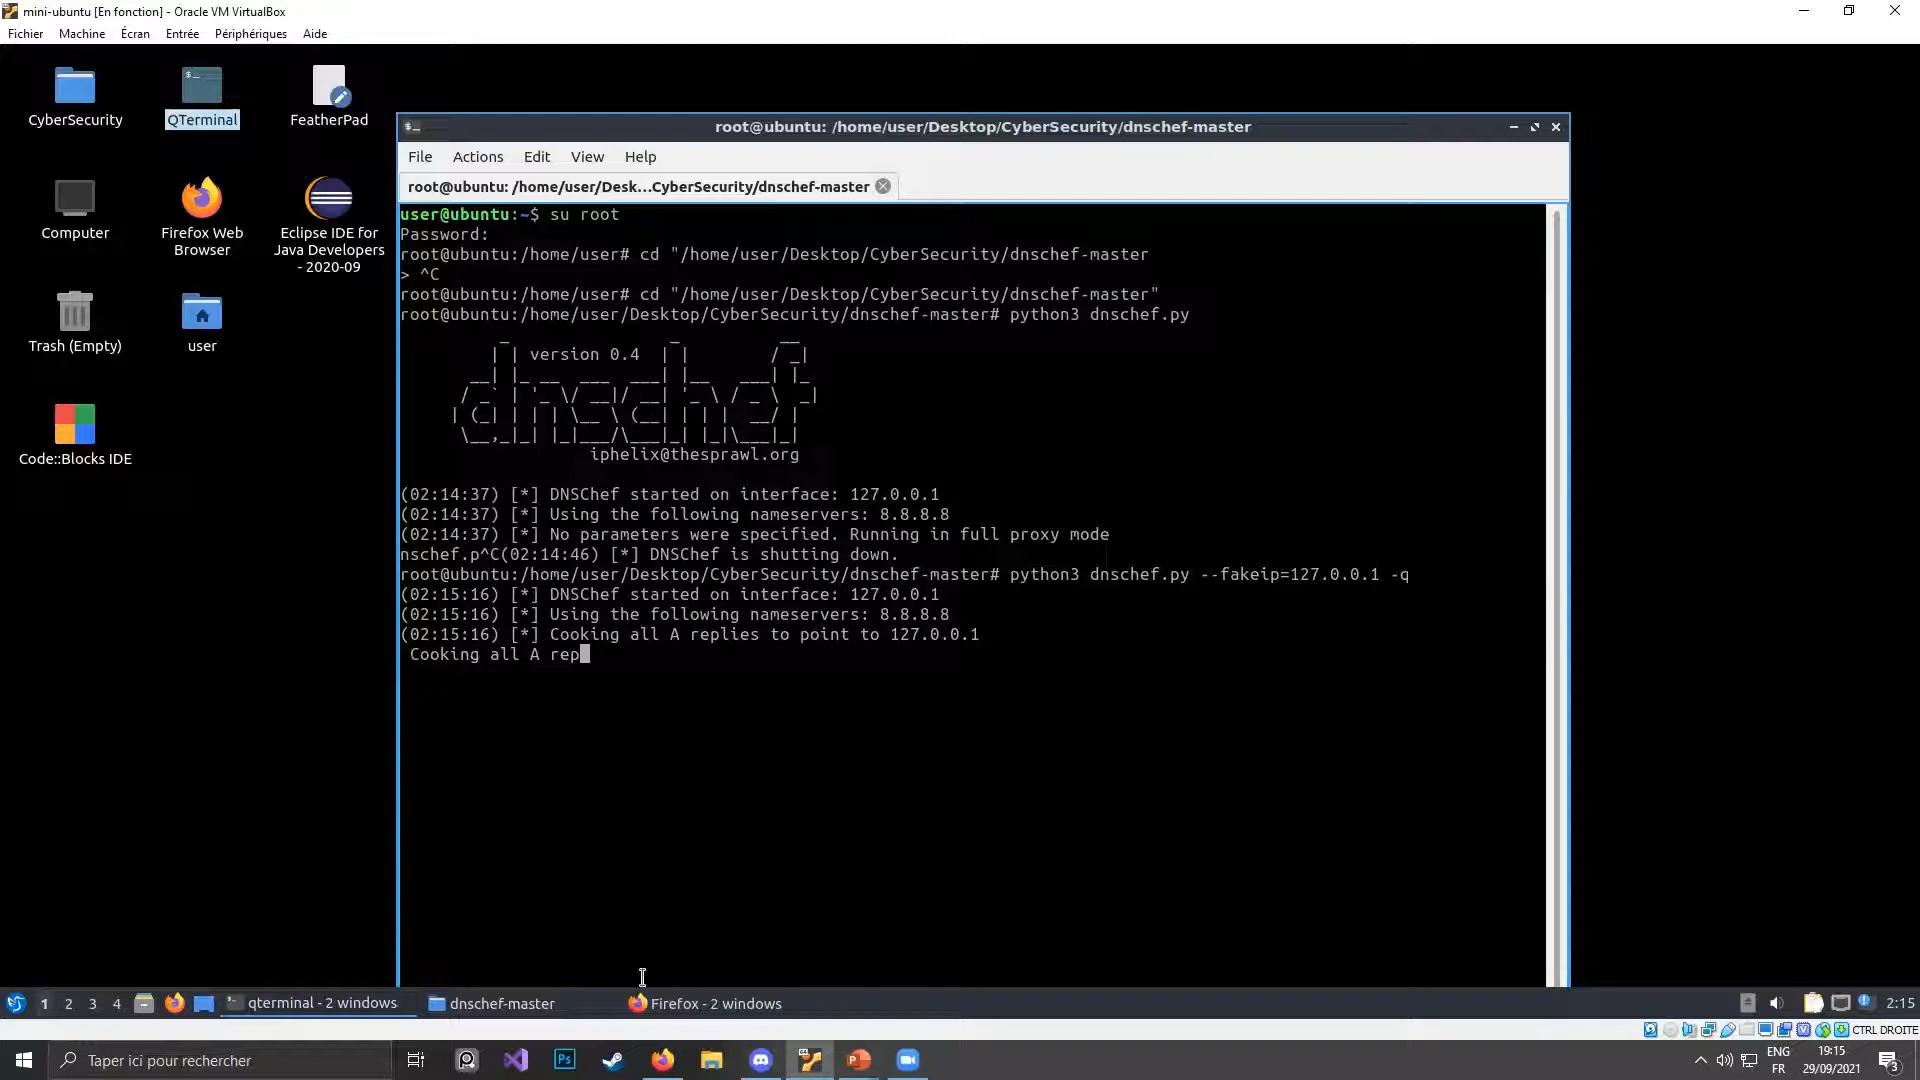 mini-ubuntu [En fonction] - Oracle VM VirtualBox
Fichier Machine Écran Entrée Périphériques Aide
CyberSecurity
QTerminal
FeatherPad
Computer
Firefox Web
Browser
Eclipse IDE for
Java Developers
- 2020-09
Trash (Empty)
user
Code::Blocks IDE
root@ubuntu: /home/user/Desktop/CyberSecurity/dnschef-master
File Actions Edit View Help
root@ubuntu: /home/user/Desk...CyberSecurity/dnschef-master
user@ubuntu:~$ su root
Password:
root@ubuntu:/home/user# cd "/home/user/Desktop/CyberSecurity/dnschef-master
> ^C
root@ubuntu:/home/user# cd "/home/user/Desktop/CyberSecurity/dnschef-master"
root@ubuntu:/home/user/Desktop/CyberSecurity/dnschef-master# python3 dnschef.py
version 0.4
dnschef
iphelix@thesprawl.org
(02:14:37) [*] DNSChef started on interface: 127.0.0.1
(02:14:37) [*] Using the following nameservers: 8.8.8.8
(02:14:37) [*] No parameters were specified. Running in full proxy mode
nschef.p^C(02:14:46) [*] DNSChef is shutting down.
root@ubuntu:/home/user/Desktop/CyberSecurity/dnschef-master# python3 dnschef.py --fakeip=127.0.0.1 -q
(02:15:16) [*] DNSChef started on interface: 127.0.0.1
(02:15:16) [*] Using the following nameservers: 8.8.8.8
(02:15:16) [*] Cooking all A replies to point to 127.0.0.1
Cooking all A rep
1 2 3 4 qterminal - 2 windows dnschef-master Firefox - 2 windows 2:15
CTRL DROITE
Taper ici pour rechercher
ENG
FR
19:15
29/09/2021
3